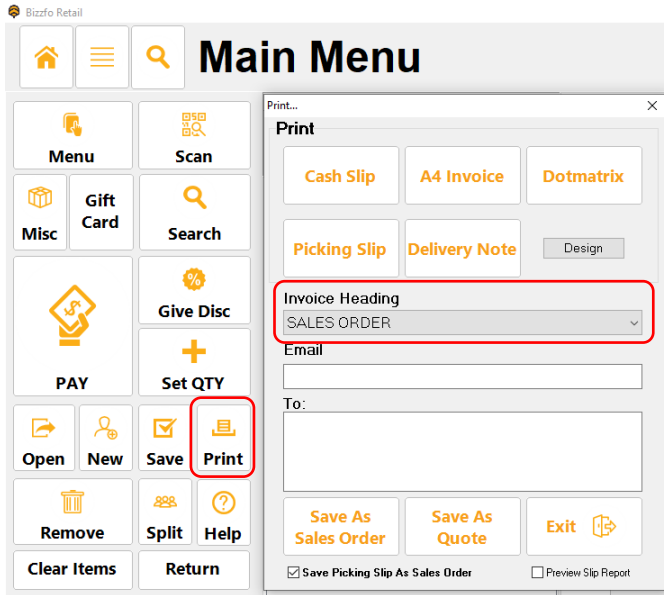 Bizzfo Retail
Main Menu
Menu
Scan
Misc
Gift
Card
Search
Give Disc
PAY
Set QTY
Open
New
Save
Print
Remove
Split
Help
Clear Items
Return
Print...
Print
Cash Slip
A4 Invoice
Dotmatrix
Picking Slip
Delivery Note
Design
Invoice Heading
SALES ORDER
Email
To:
Save As
Sales Order
Save As
Quote
Exit
Save Picking Slip As Sales Order
Preview Slip Report